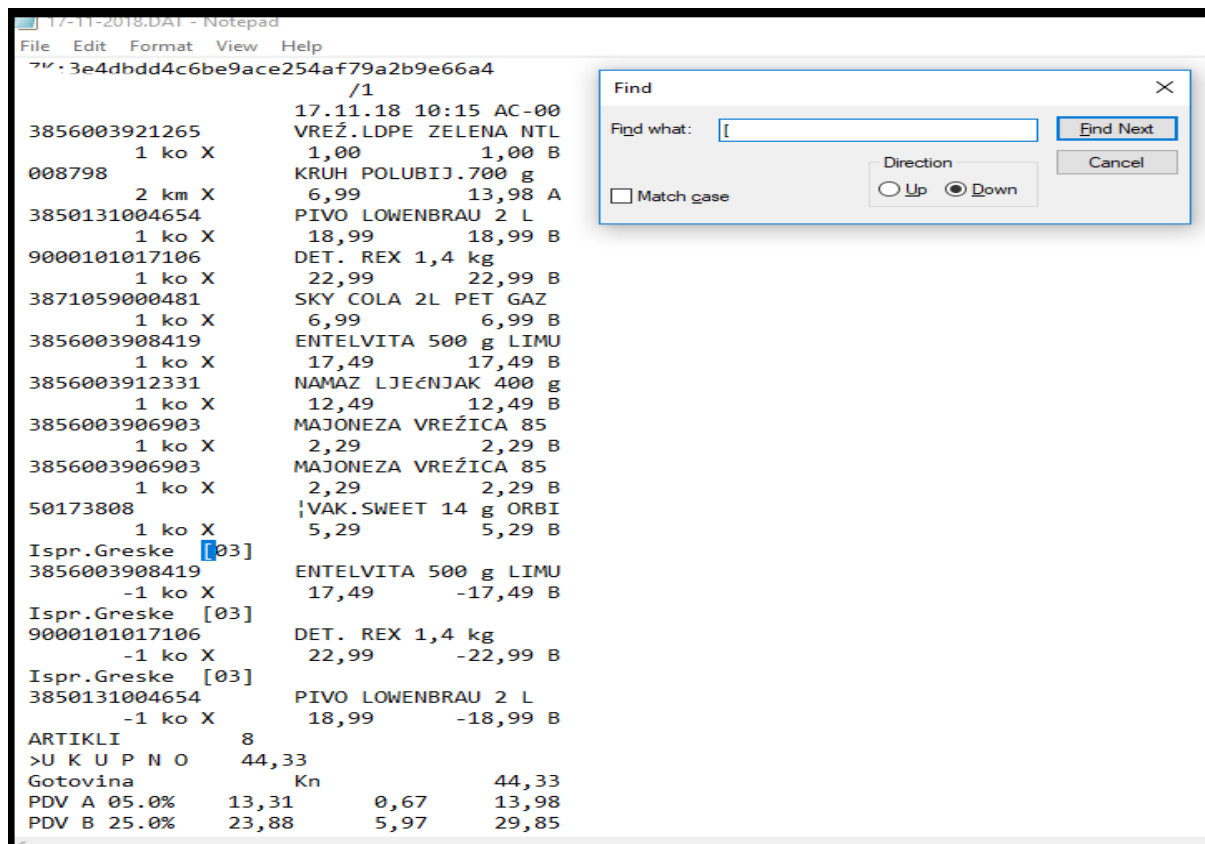 17-11-2018.DAT - Notepad
File Edit Format View Help
ZK:3e4dbdd4c6be9ace254af79a2b9e66a4
/1
17.11.18 10:15 AC-00
3856003921265 VREŹ.LDPE ZELENA NTL
1 ko X 1,00 1,00 B
008798 KRUH POLUBIJ.700 g
2 km X 6,99 13,98 A
3850131004654 PIVO LOWENBRAU 2 L
1 ko X 18,99 18,99 B
9000101017106 DET. REX 1,4 kg
1 ko X 22,99 22,99 B
3871059000481 SKY COLA 2L PET GAZ
1 ko X 6,99 6,99 B
3856003908419 ENTELVITA 500 g LIMU
1 ko X 17,49 17,49 B
3856003912331 NAMAZ LJEćNJAK 400 g
1 ko X 12,49 12,49 B
3856003906903 MAJONEZA VREŹICA 85
1 ko X 2,29 2,29 B
3856003906903 MAJONEZA VREŹICA 85
1 ko X 2,29 2,29 B
50173808 ¦VAK.SWEET 14 g ORBI
1 ko X 5,29 5,29 B
Ispr.Greske [03]
3856003908419 ENTELVITA 500 g LIMU
-1 ko X 17,49 -17,49 B
Ispr.Greske [03]
9000101017106 DET. REX 1,4 kg
-1 ko X 22,99 -22,99 B
Ispr.Greske [03]
3850131004654 PIVO LOWENBRAU 2 L
-1 ko X 18,99 -18,99 B
ARTIKLI 8
>U K U P N O 44,33
Gotovina Kn 44,33
PDV A 05.0% 13,31 0,67 13,98
PDV B 25.0% 23,88 5,97 29,85
Find
Find what: [
Find Next
Direction
Cancel
Up Down
Match case